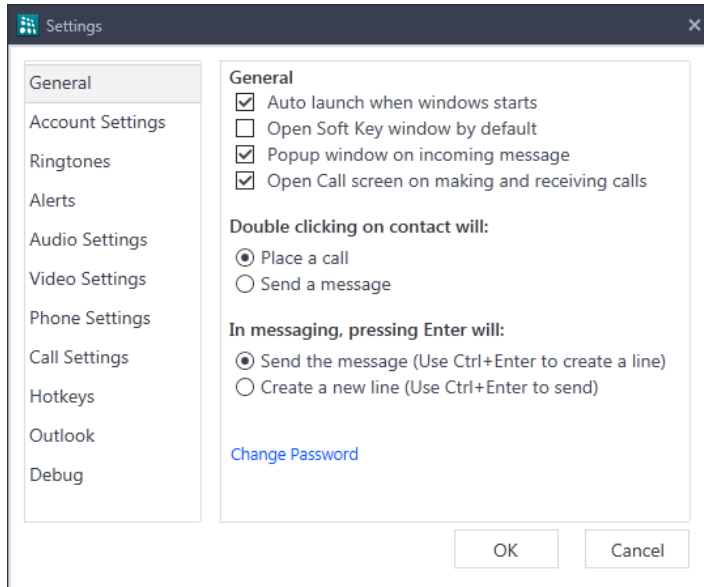 Settings
General
Account Settings
Ringtones
Alerts
Audio Settings
Video Settings
Phone Settings
Call Settings
Hotkeys
Outlook
Debug
General
Auto launch when windows starts
Open Soft Key window by default
Popup window on incoming message
Open Call screen on making and receiving calls
Double clicking on contact will:
Place a call
Send a message
In messaging, pressing Enter will:
Send the message (Use Ctrl+Enter to create a line)
Create a new line (Use Ctrl+Enter to send)
Change Password
OK
Cancel